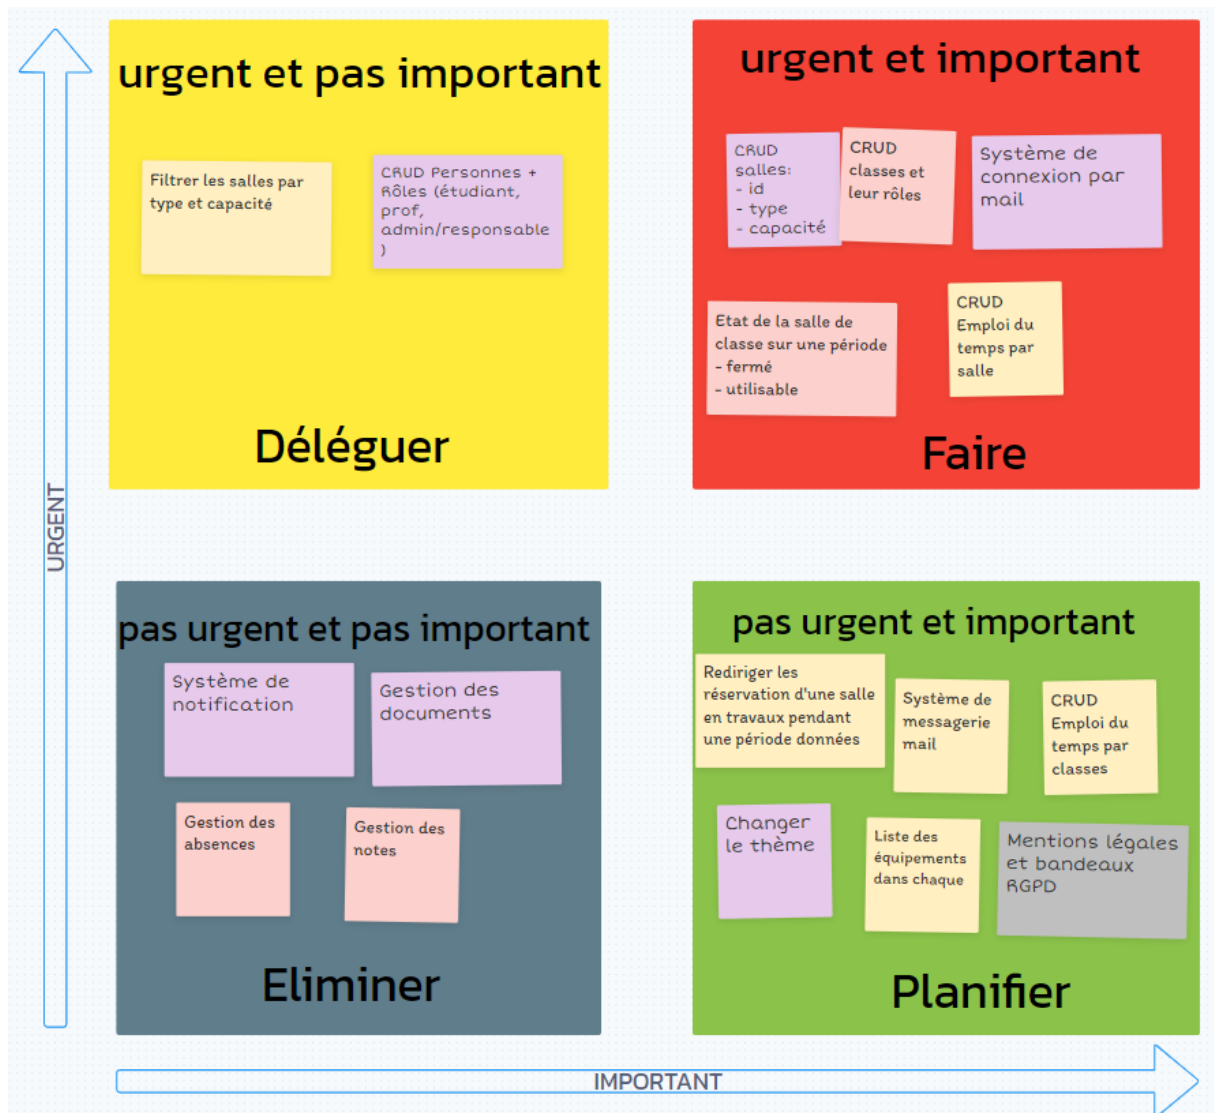 urgent et pas important
Filtrer les salles par
type et capacité
CRUD Personnes +
Rôles (étudiant,
prof,
admin/responsable
)
Déléguer
urgent et important
CRUD
salles:
- id
- type
- capacité
CRUD
classes et
leur rôles
Système de
connexion par
mail
Etat de la salle de
classe sur une période
- fermé
- utilisable
CRUD
Emploi du
temps par
salle
Faire
URGENT
pas urgent et pas important
Système de
notification
Gestion des
documents
Gestion des
absences
Gestion des
notes
Eliminer
pas urgent et important
Rediriger les
réservation d'une salle
en travaux pendant
une période données
Système de
messagerie
mail
CRUD
Emploi du
temps par
classes
Changer
le thème
Liste des
équipements
dans chaque
Mentions légales
et bandeaux
RGPD
Planifier
IMPORTANT